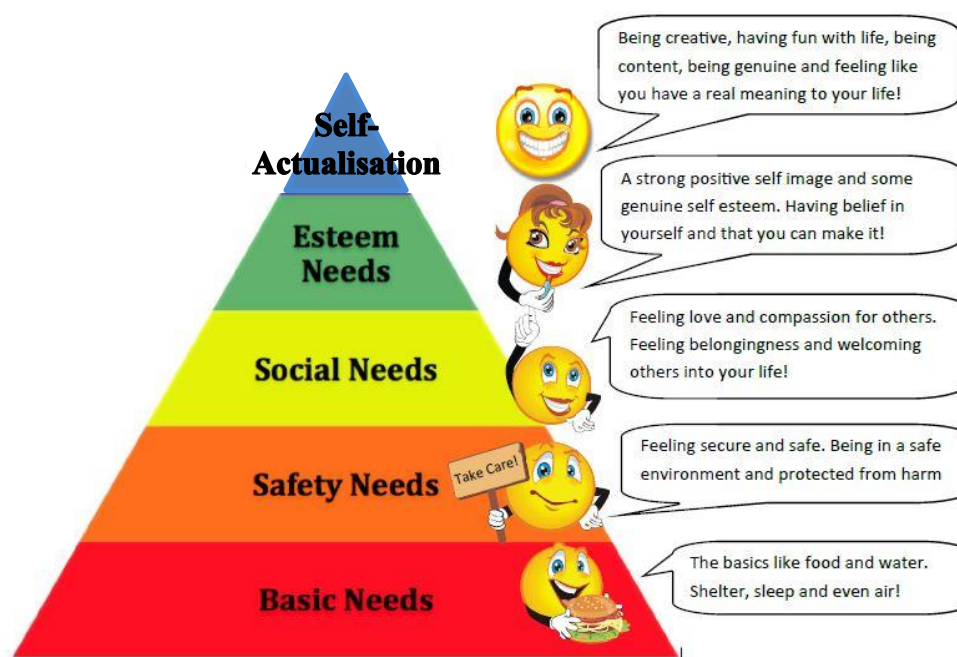 Being creative, having fun with life, being
content, being genuine and feeling like
you have a real meaning to your life!
Self-
Actualisation
A strong positive self image and some
genuine self esteem. Having belief in
yourself and that you can make it!
Esteem
Needs
Feeling love and compassion for others.
Feeling belongingness and welcoming
others into your life!
Social Needs
Feeling secure and safe. Being in a safe
environment and protected from harm
Take Care!
Safety Needs
The basics like food and water.
Shelter, sleep and even air!
Basic Needs